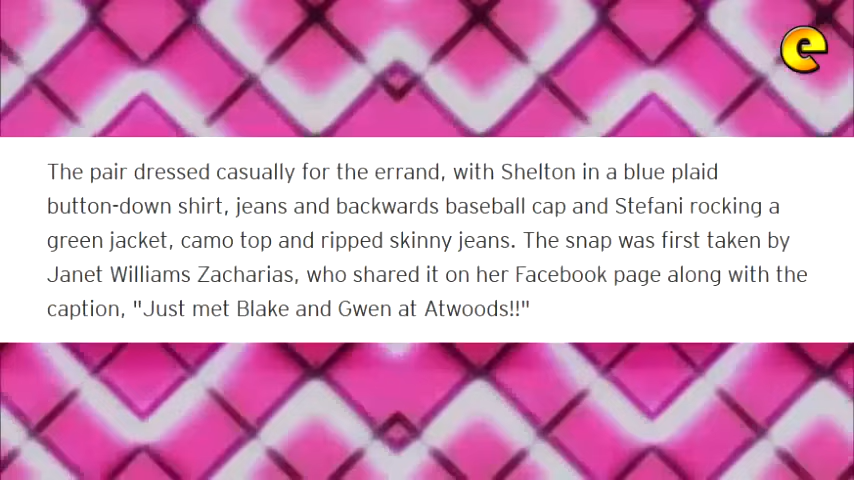 e
The pair dressed casually for the errand, with Shelton in a blue plaid
button-down shirt, jeans and backwards baseball cap and Stefani rocking a
green jacket, camo top and ripped skinny jeans. The snap was first taken by
Janet Williams Zacharias, who shared it on her Facebook page along with the
caption, "Just met Blake and Gwen at Atwoods!!"